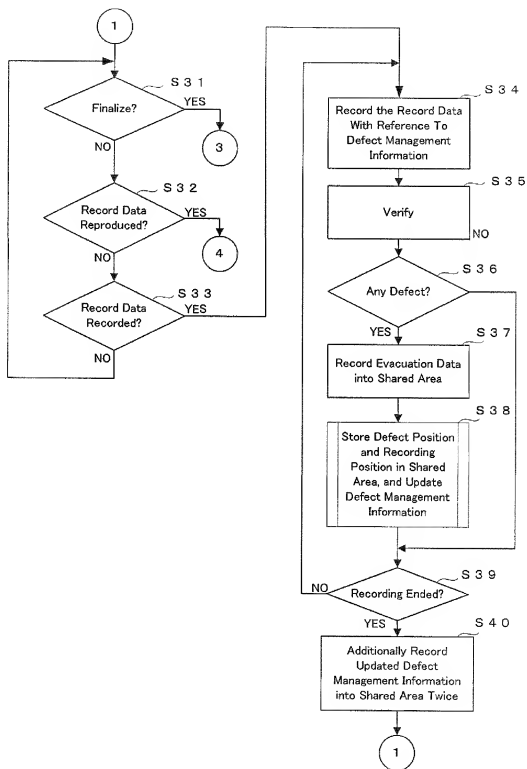 1
S31
Finalize?
YES
3
NO
S32
Record Data
Reproduced?
YES
4
NO
S33
Record Data
Recorded?
YES
NO
S34
Record the Record Data
With Reference To
Defect Management
Information
S35
Verify
NO
S36
Any Defect?
YES
S37
Record Evacuation Data
into Shared Area
S38
Store Defect Position
and Recording
Position in Shared
Area, and Update
Defect Management
Information
S39
NO
Recording Ended?
YES
S40
Additionally Record
Updated Defect
Management Information
into Shared Area Twice
1